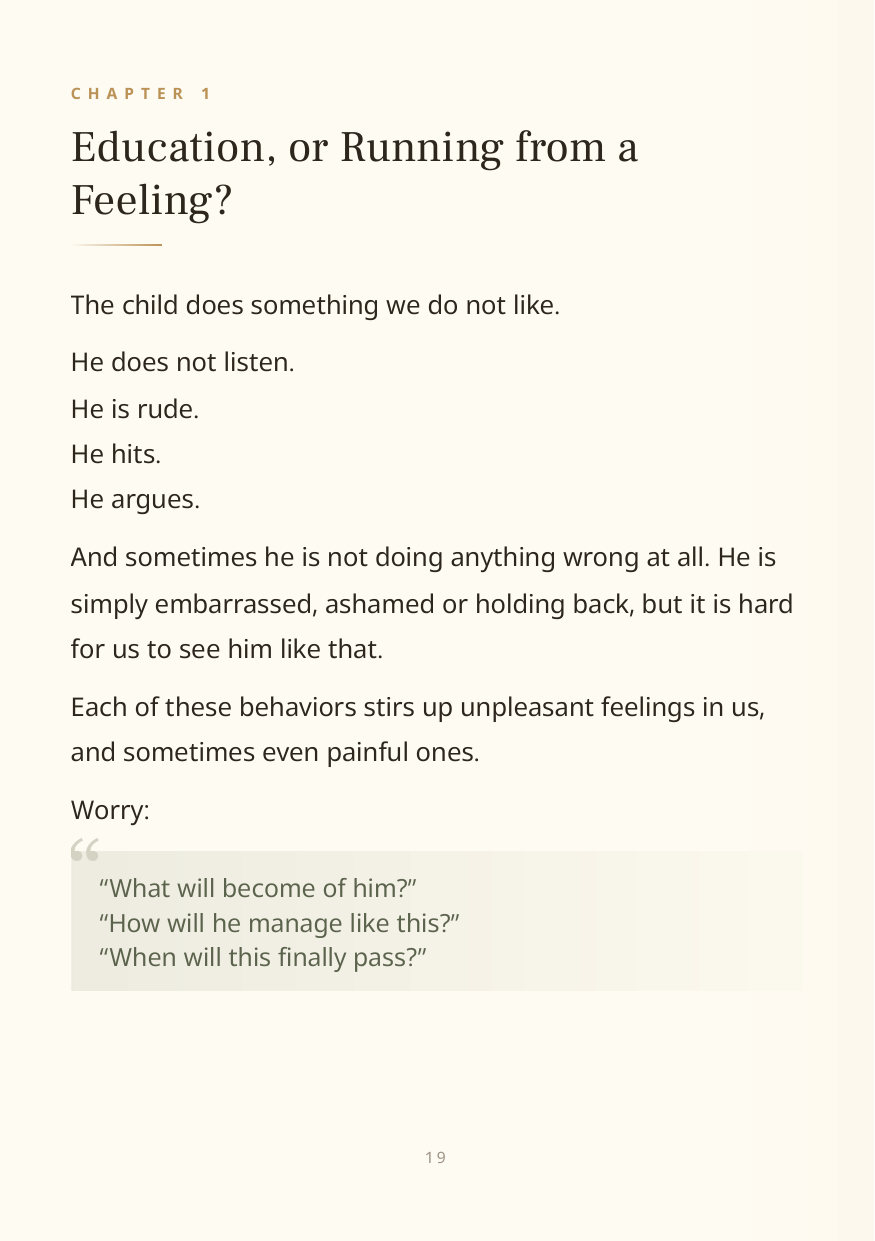 CHAPTER 1
Education, or Running from a
Feeling?
The child does something we do not like.
He does not listen.
He is rude.
He hits.
He argues.
And sometimes he is not doing anything wrong at all. He is
simply embarrassed, ashamed or holding back, but it is hard
for us to see him like that.
Each of these behaviors stirs up unpleasant feelings in us,
and sometimes even painful ones.
Worry:
“
“What will become of him?”
“How will he manage like this?”
“When will this finally pass?”
19